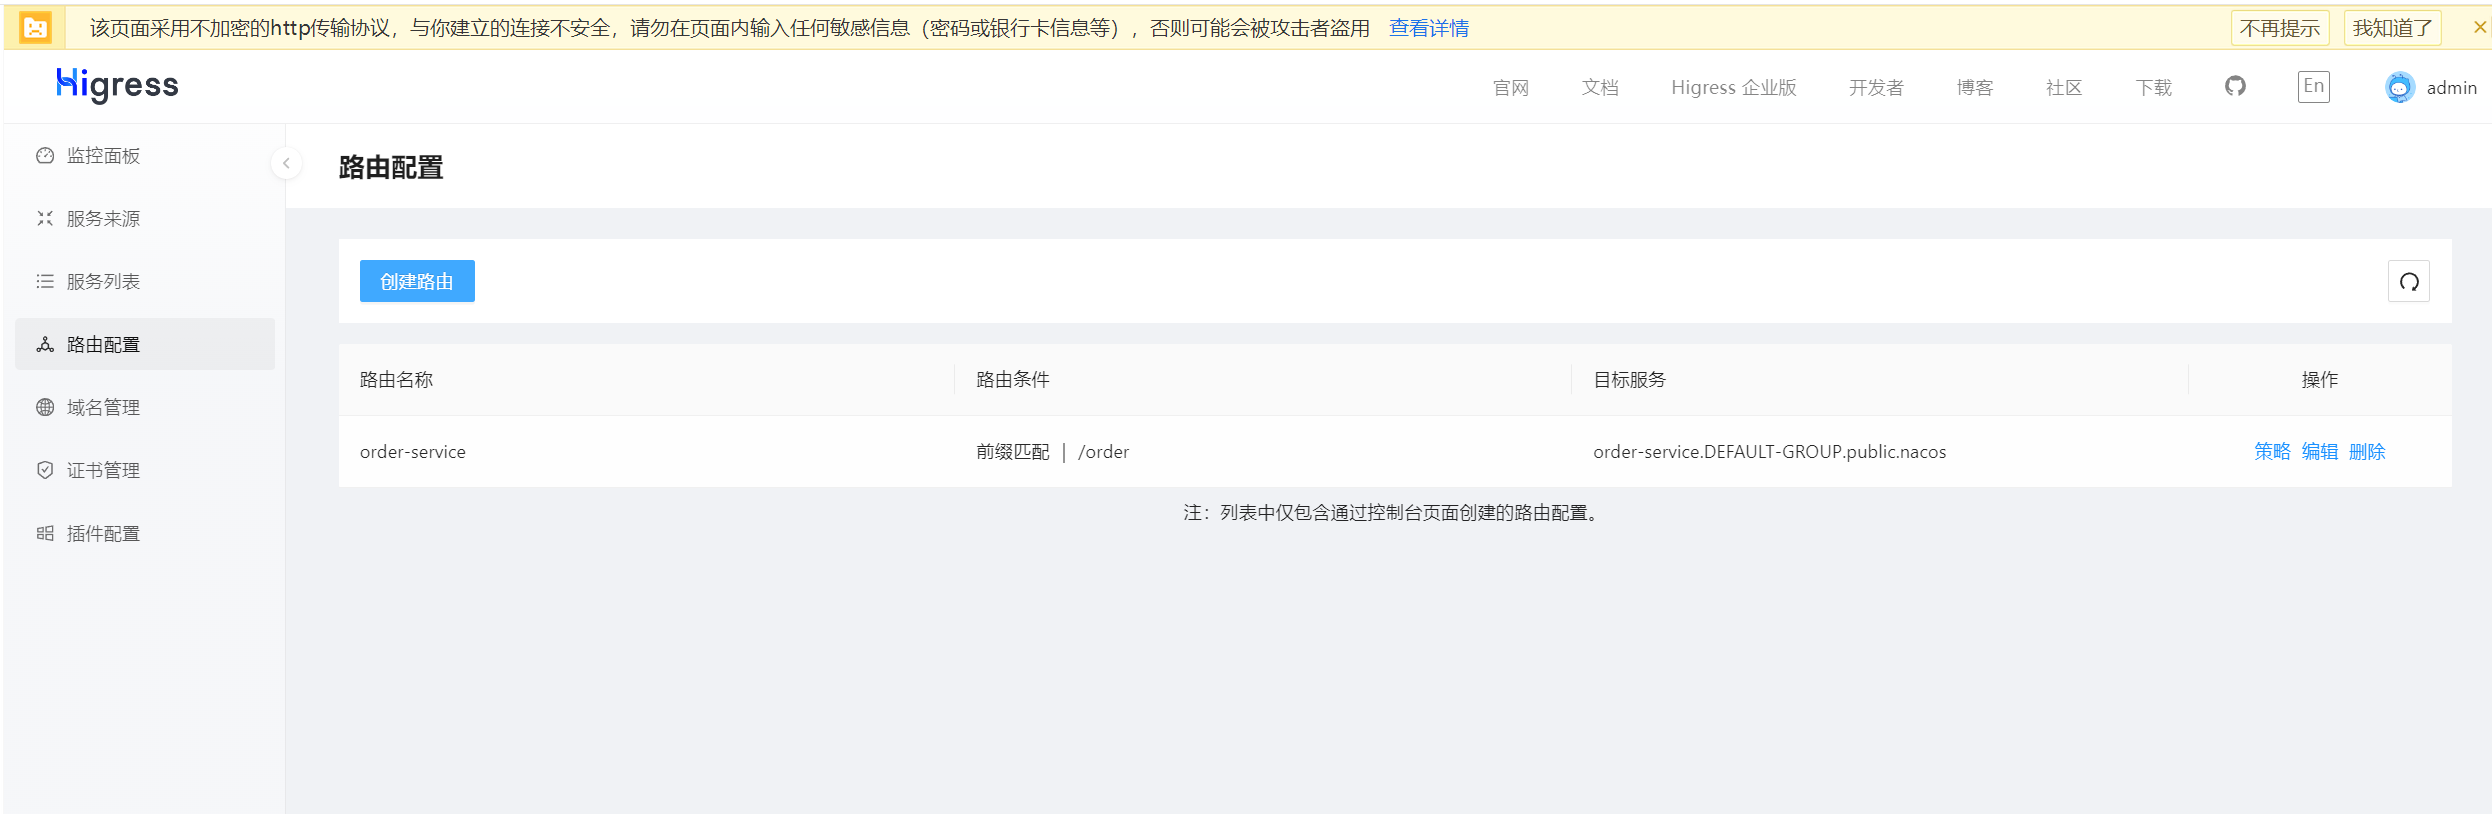 该页面采用不加密的http传输协议，与你建立的连接不安全，请勿在页面内输入任何敏感信息（密码或银行卡信息等），否则可能会被攻击者盗用 查看详情 不再提示 我知道了
Higress 官网 文档 Higress 企业版 开发者 博客 社区 下载 En admin
监控面板
服务来源
服务列表
路由配置
域名管理
证书管理
插件配置
路由配置
创建路由
路由名称 路由条件 目标服务 操作
order-service 前缀匹配 | /order order-service.DEFAULT-GROUP.public.nacos 策略 编辑 删除
注：列表中仅包含通过控制台页面创建的路由配置。